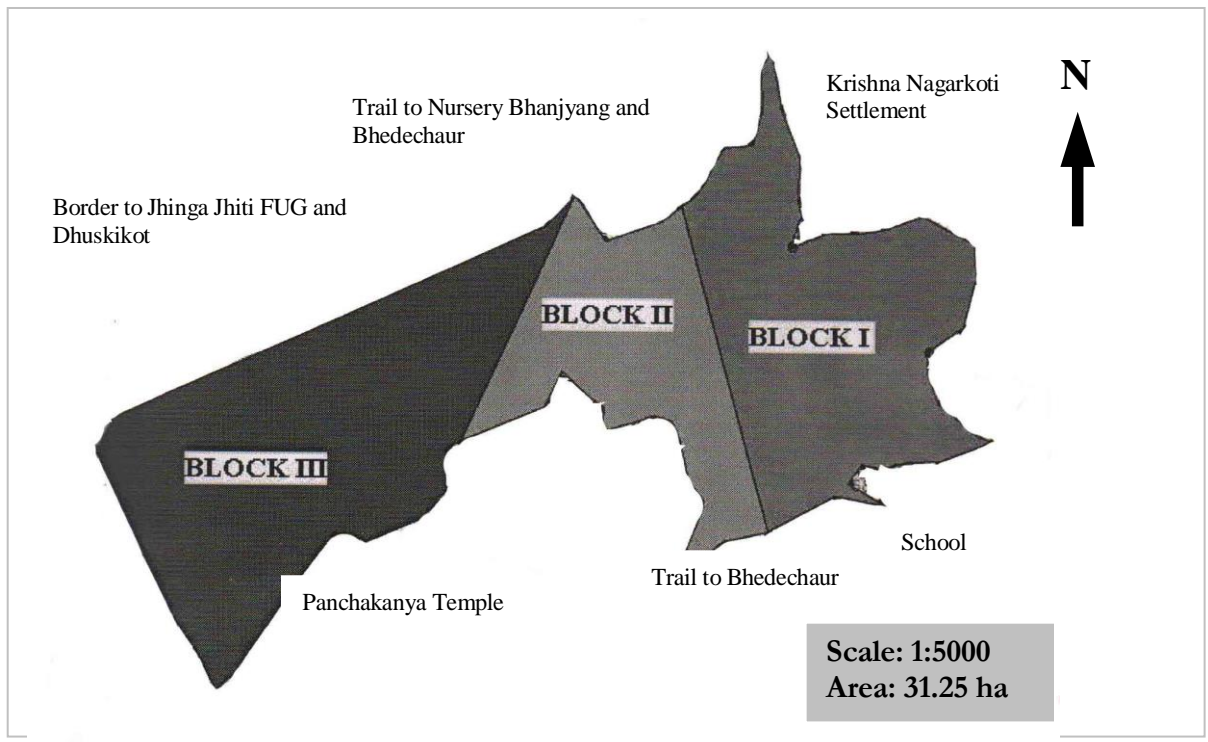 Krishna Nagarkoti
Settlement
N
Trail to Nursery Bhanjyang and
Bhedechaur
Border to Jhinga Jhiti FUG and
Dhuskikot
BLOCK II
BLOCK I
BLOCK III
School
Trail to Bhedechaur
Panchakanya Temple
Scale: 1:5000
Area: 31.25 ha